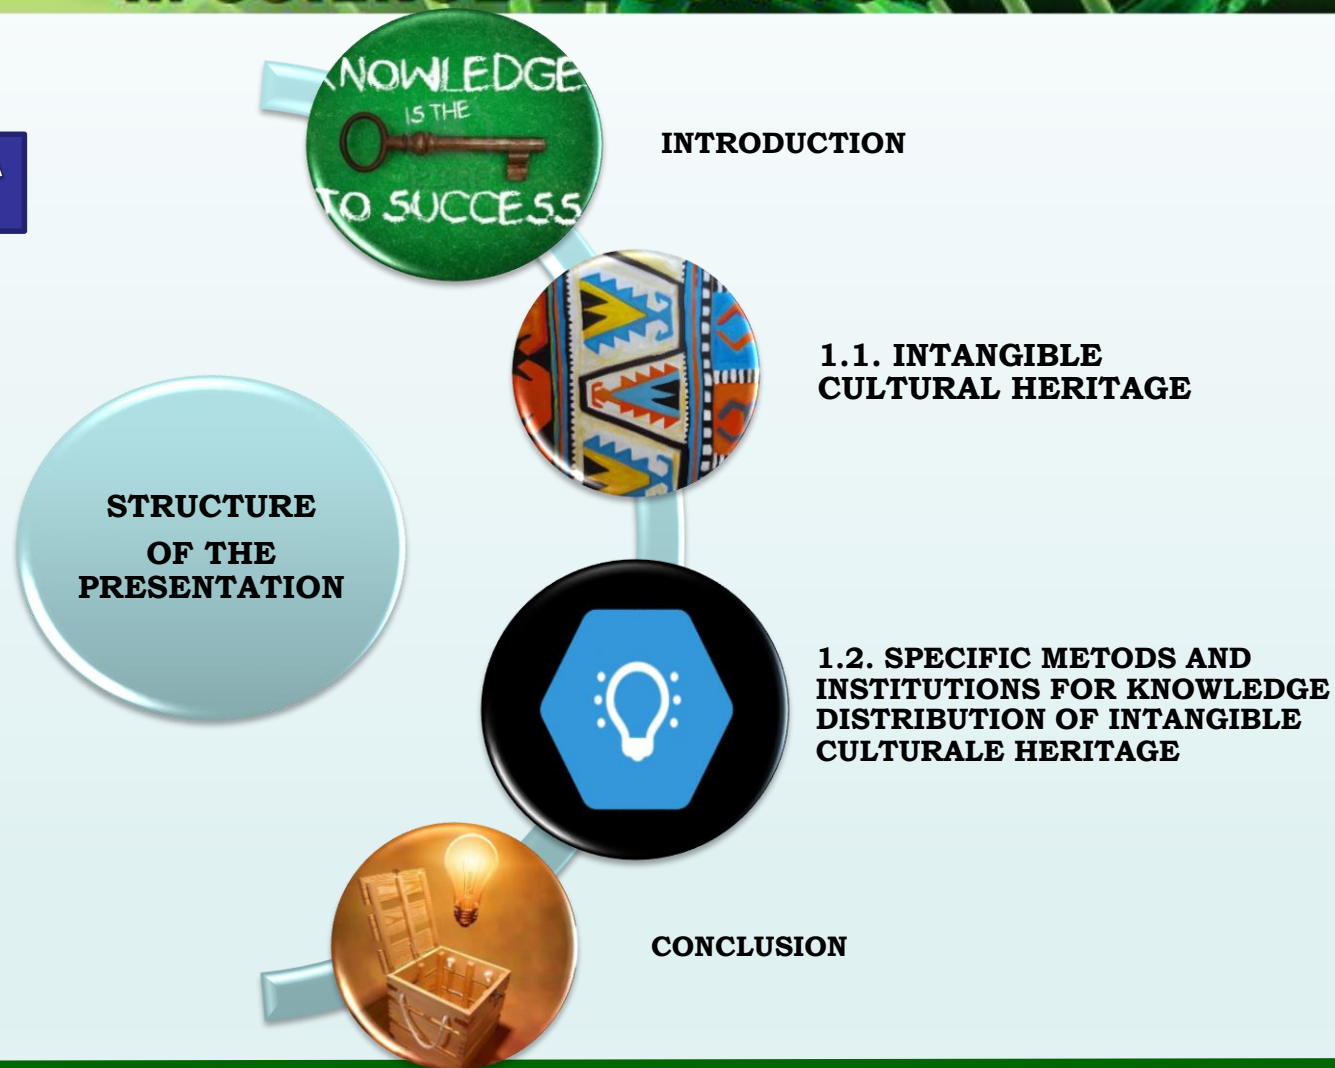 NOWLEDGE
IS THE
TO SUCCESS
INTRODUCTION
1.1. INTANGIBLE
CULTURAL HERITAGE
STRUCTURE
OF THE
PRESENTATION
1.2. SPECIFIC METODS AND
INSTITUTIONS FOR KNOWLEDGE
DISTRIBUTION OF INTANGIBLE
CULTURALE HERITAGE
CONCLUSION